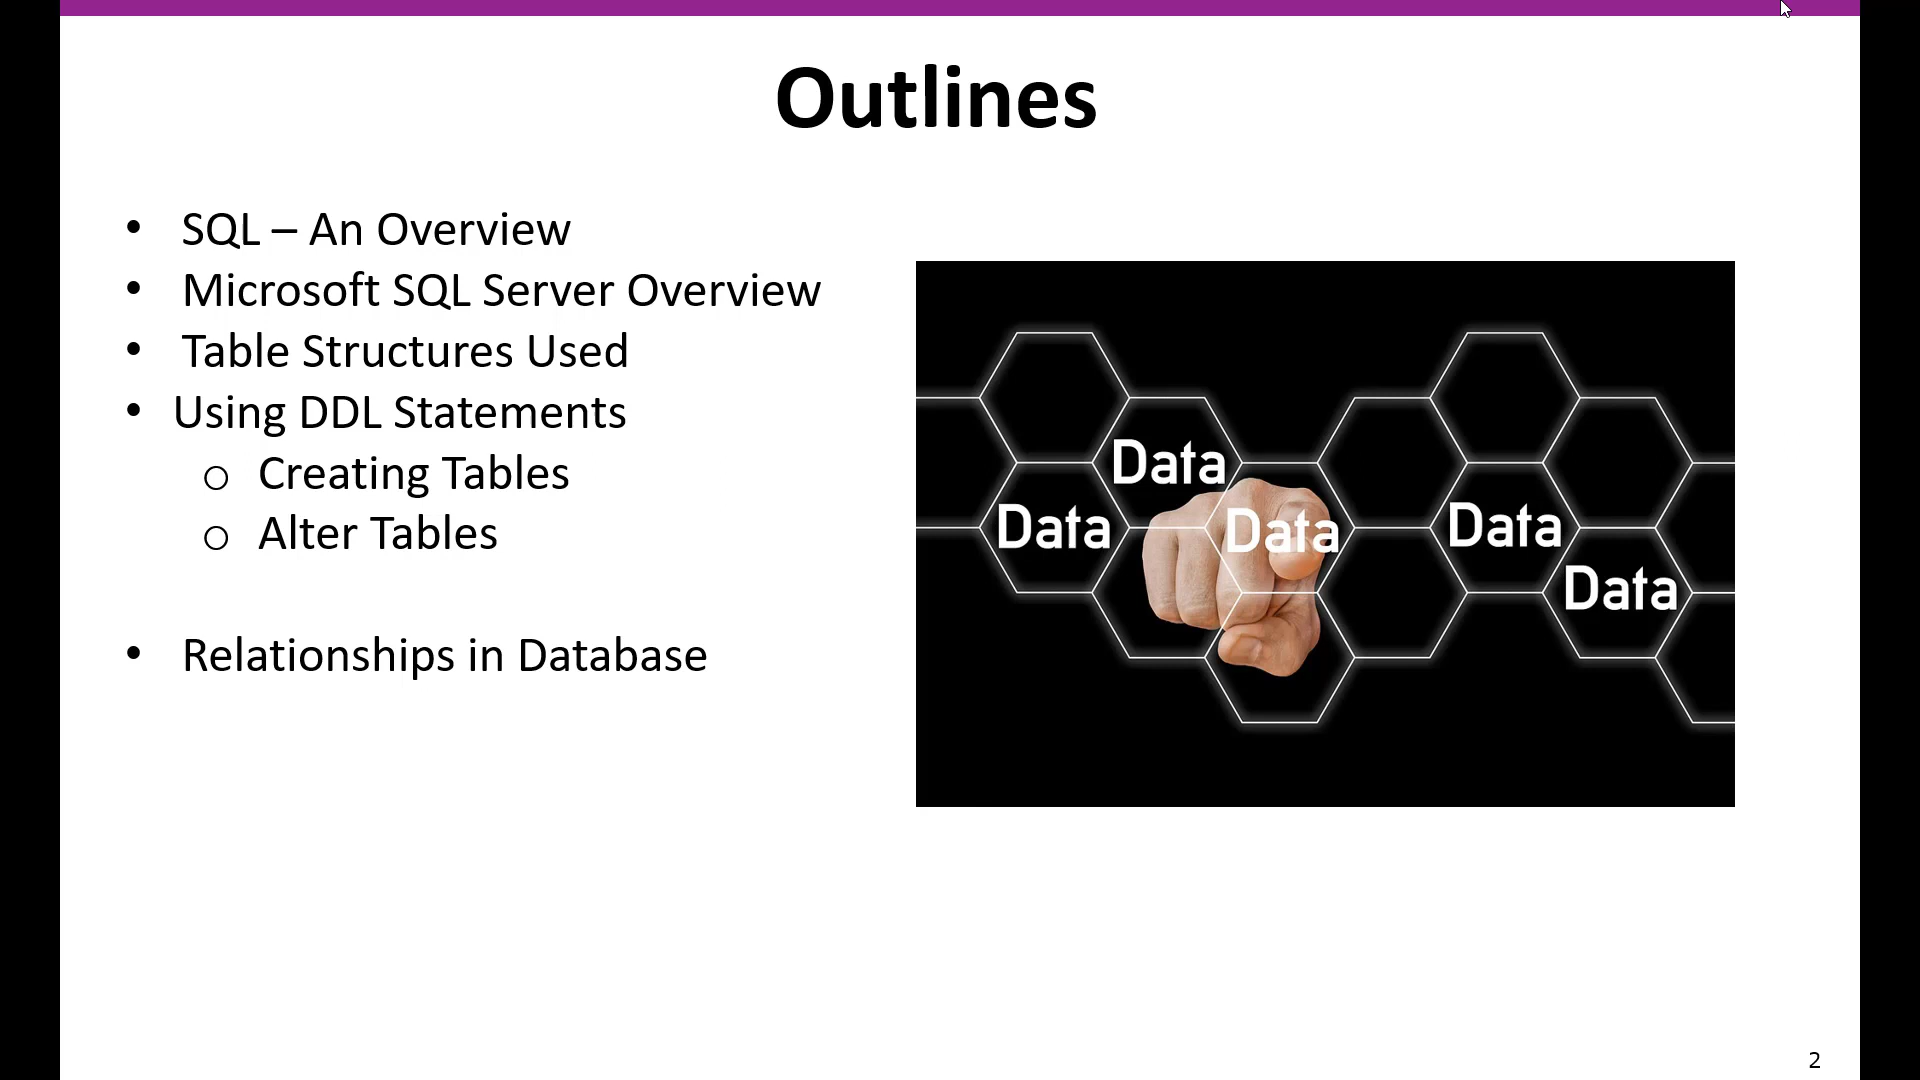 Outlines
• SQL – An Overview
• Microsoft SQL Server Overview
• Table Structures Used
• Using DDL Statements
o Creating Tables
o Alter Tables
• Relationships in Database
Data
Data
Data
Data
Data
2